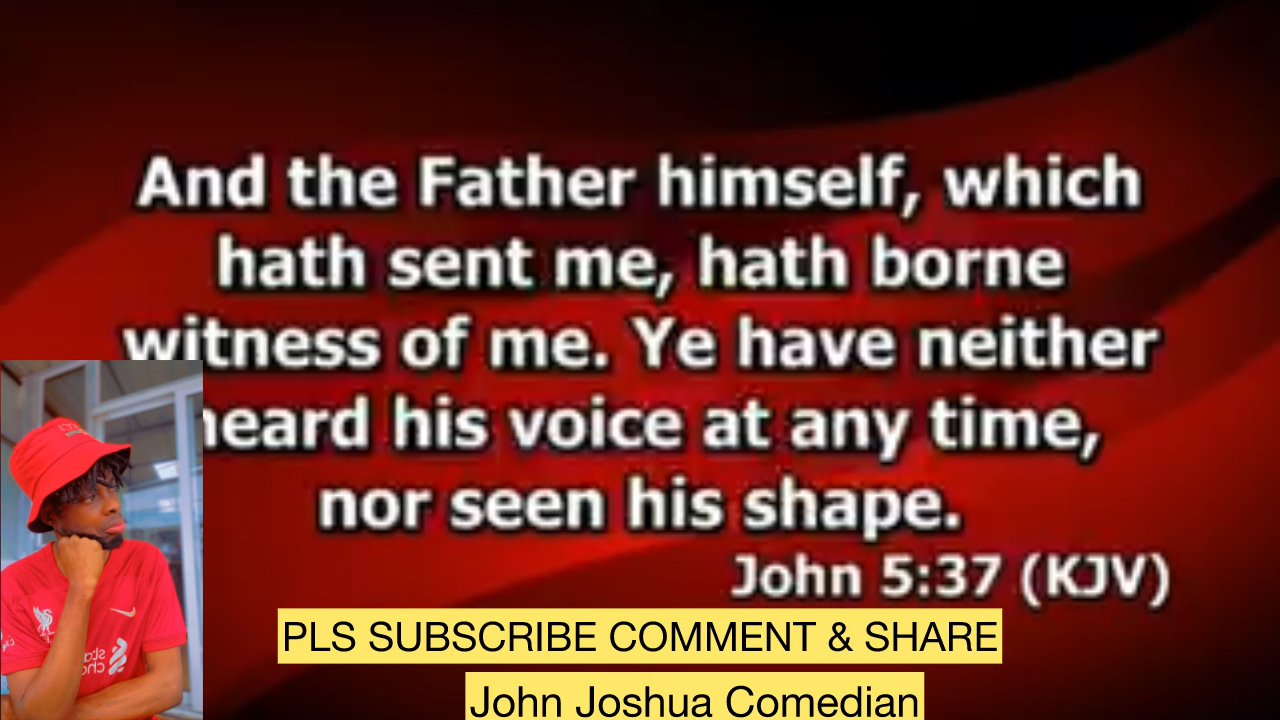 And the Father himself, which
hath sent me, hath borne
witness of me. Ye have neither
heard his voice at any time,
nor seen his shape.
John 5:37 (KJV)
PLS SUBSCRIBE COMMENT & SHARE
John Joshua Comedian